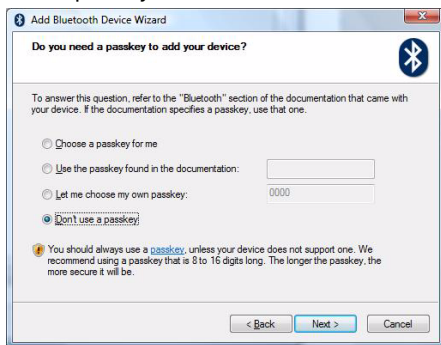 Add Bluetooth Device Wizard
Do you need a passkey to add your device?
To answer this question, refer to the "Bluetooth" section of the documentation that came with
your device. If the documentation specifies a passkey, use that one.
Choose a passkey for me
Use the passkey found in the documentation:
Let me choose my own passkey:
0000
Don't use a passkey
You should always use a passkey, unless your device does not support one. We
recommend using a passkey that is 8 to 16 digits long. The longer the passkey, the
more secure it will be.
< Back Next > Cancel